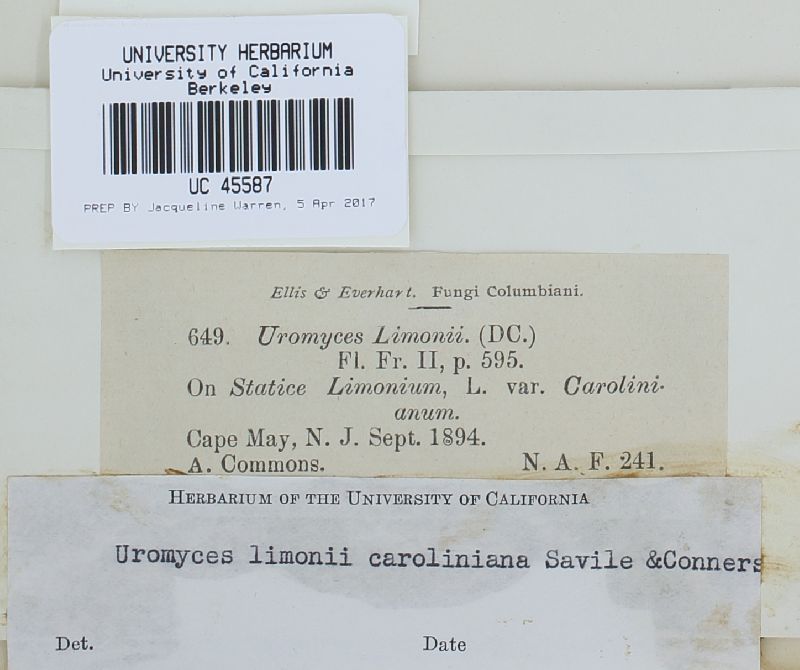 UNIVERSITY HERBARIUM
University of California
Berkeley
UC 45587
PREP BY Jacqueline Warren, 5 Apr 2017
Ellis & Everhart. Fungi Columbiani.
649. Uromyces Limonii. (DC.)
Fl. Fr. II, p. 595.
On Statice Limonium, L. var. Carolini-
anum.
Cape May, N. J. Sept. 1894.
A. Commons. N. A. F. 241.
HERBARIUM OF THE UNIVERSITY OF CALIFORNIA
Uromyces limonii caroliniana Savile &Conners
Det. Date